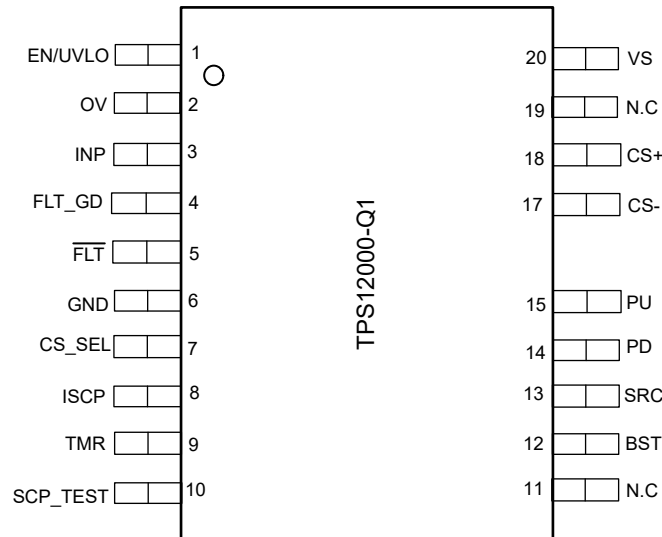 EN/UVLO 1
OV 2
INP 3
FLT_GD 4
FLT 5
GND 6
CS_SEL 7
ISCP 8
TMR 9
SCP_TEST 10
TPS12000-Q1
20 VS
19 N.C
18 CS+
17 CS-
15 PU
14 PD
13 SRC
12 BST
11 N.C